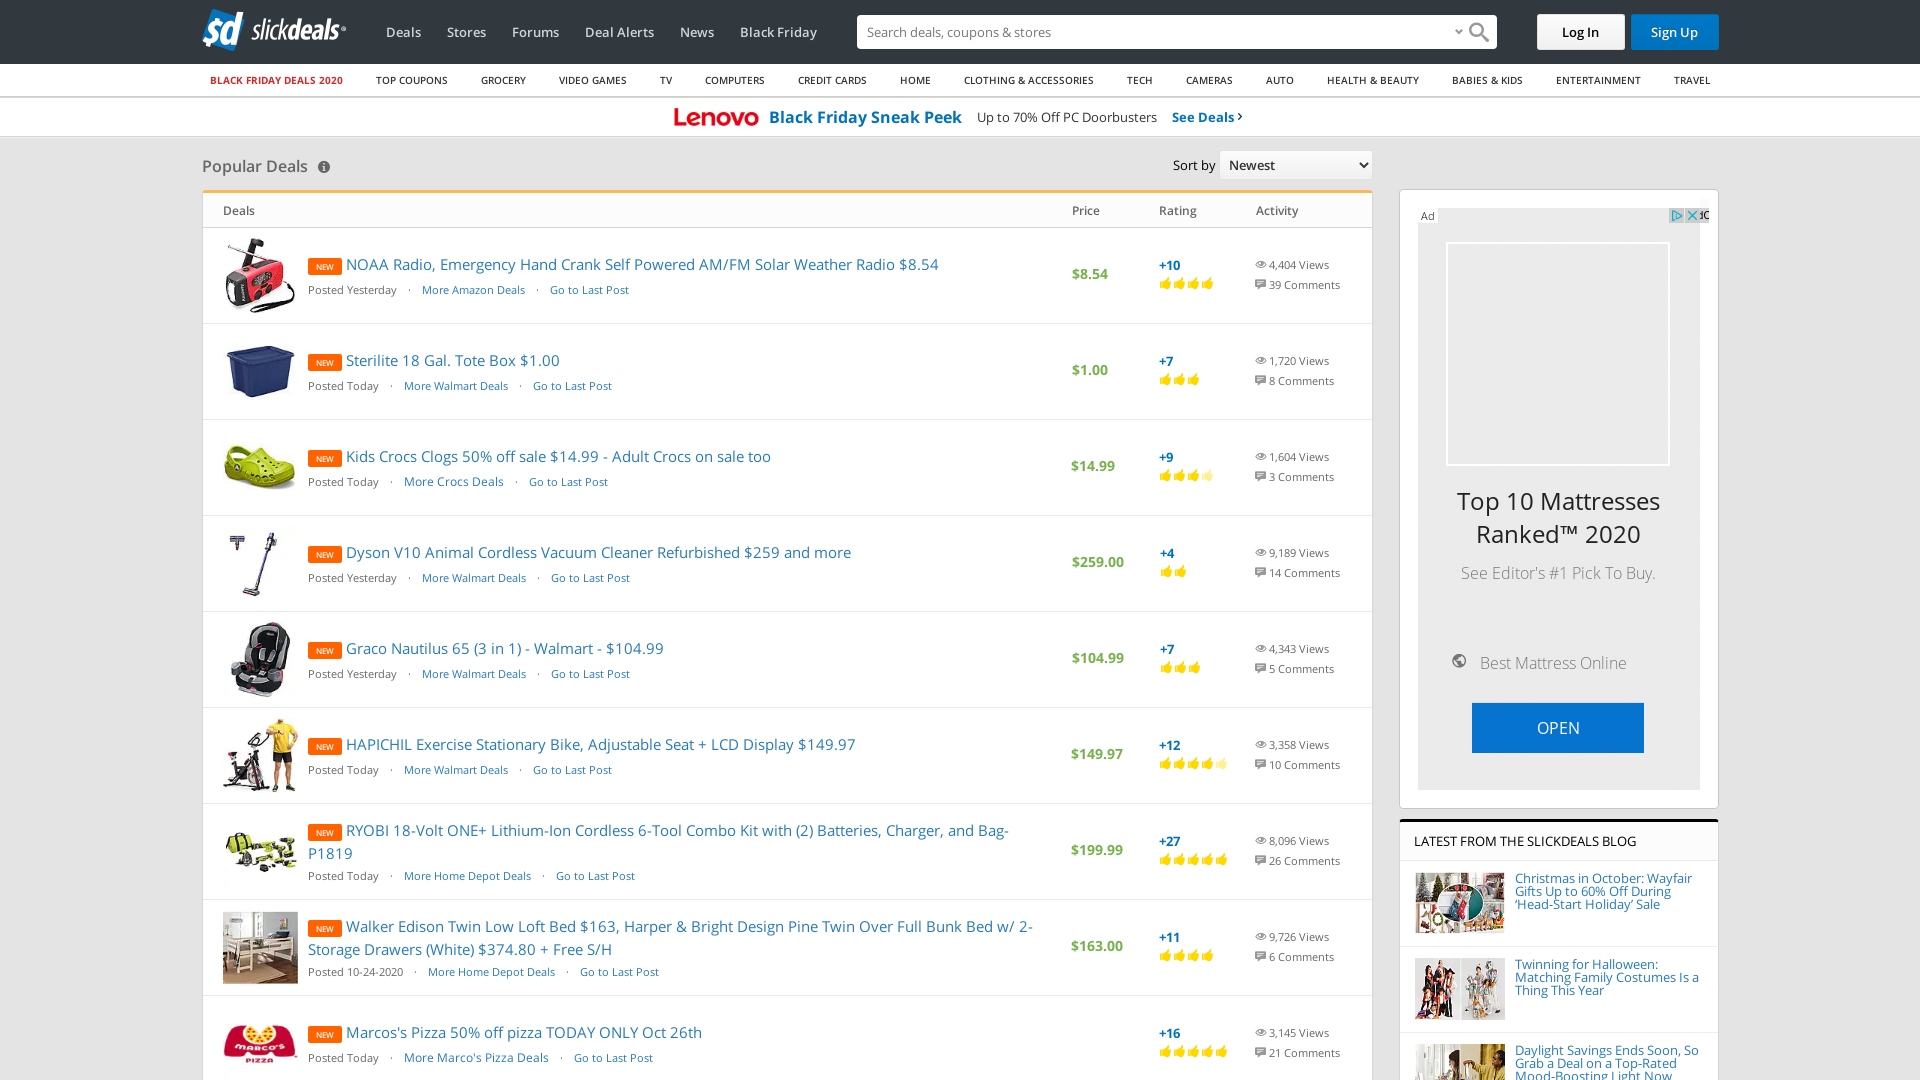 sd slickdeals
Deals Stores Forums Deal Alerts News Black Friday
Search deals, coupons & stores
Log In Sign Up
BLACK FRIDAY DEALS 2020 TOP COUPONS GROCERY VIDEO GAMES TV COMPUTERS CREDIT CARDS HOME CLOTHING & ACCESSORIES TECH CAMERAS AUTO HEALTH & BEAUTY BABIES & KIDS ENTERTAINMENT TRAVEL
Lenovo Black Friday Sneak Peek Up to 70% Off PC Doorbusters See Deals
Popular Deals
Sort by Newest
Deals Price Rating Activity
NEW NOAA Radio, Emergency Hand Crank Self Powered AM/FM Solar Weather Radio $8.54
Posted Yesterday · More Amazon Deals · Go to Last Post
$8.54
+10
4,404 Views
39 Comments
NEW Sterilite 18 Gal. Tote Box $1.00
Posted Today · More Walmart Deals · Go to Last Post
$1.00
+7
1,720 Views
8 Comments
NEW Kids Crocs Clogs 50% off sale $14.99 - Adult Crocs on sale too
Posted Today · More Crocs Deals · Go to Last Post
$14.99
+9
1,604 Views
3 Comments
NEW Dyson V10 Animal Cordless Vacuum Cleaner Refurbished $259 and more
Posted Yesterday · More Walmart Deals · Go to Last Post
$259.00
+4
9,189 Views
14 Comments
NEW Graco Nautilus 65 (3 in 1) - Walmart - $104.99
Posted Yesterday · More Walmart Deals · Go to Last Post
$104.99
+7
4,343 Views
5 Comments
NEW HAPICHIL Exercise Stationary Bike, Adjustable Seat + LCD Display $149.97
Posted Today · More Walmart Deals · Go to Last Post
$149.97
+12
3,358 Views
10 Comments
NEW RYOBI 18-Volt ONE+ Lithium-Ion Cordless 6-Tool Combo Kit with (2) Batteries, Charger, and Bag-
P1819
Posted Today · More Home Depot Deals · Go to Last Post
$199.99
+27
8,096 Views
26 Comments
NEW Walker Edison Twin Low Loft Bed $163, Harper & Bright Design Pine Twin Over Full Bunk Bed w/ 2-
Storage Drawers (White) $374.80 + Free S/H
Posted 10-24-2020 · More Home Depot Deals · Go to Last Post
$163.00
+11
9,726 Views
6 Comments
MARCO'S
PIZZA
NEW Marcos's Pizza 50% off pizza TODAY ONLY Oct 26th
Posted Today · More Marco's Pizza Deals · Go to Last Post
+16
3,145 Views
21 Comments
Ad
Top 10 Mattresses
Ranked™ 2020
See Editor's #1 Pick To Buy.
Best Mattress Online
OPEN
LATEST FROM THE SLICKDEALS BLOG
Christmas in October: Wayfair
Gifts Up to 60% Off During
‘Head-Start Holiday’ Sale
Twinning for Halloween:
Matching Family Costumes Is a
Thing This Year
Daylight Savings Ends Soon, So
Grab a Deal on a Top-Rated
Mood-Boosting Light Now